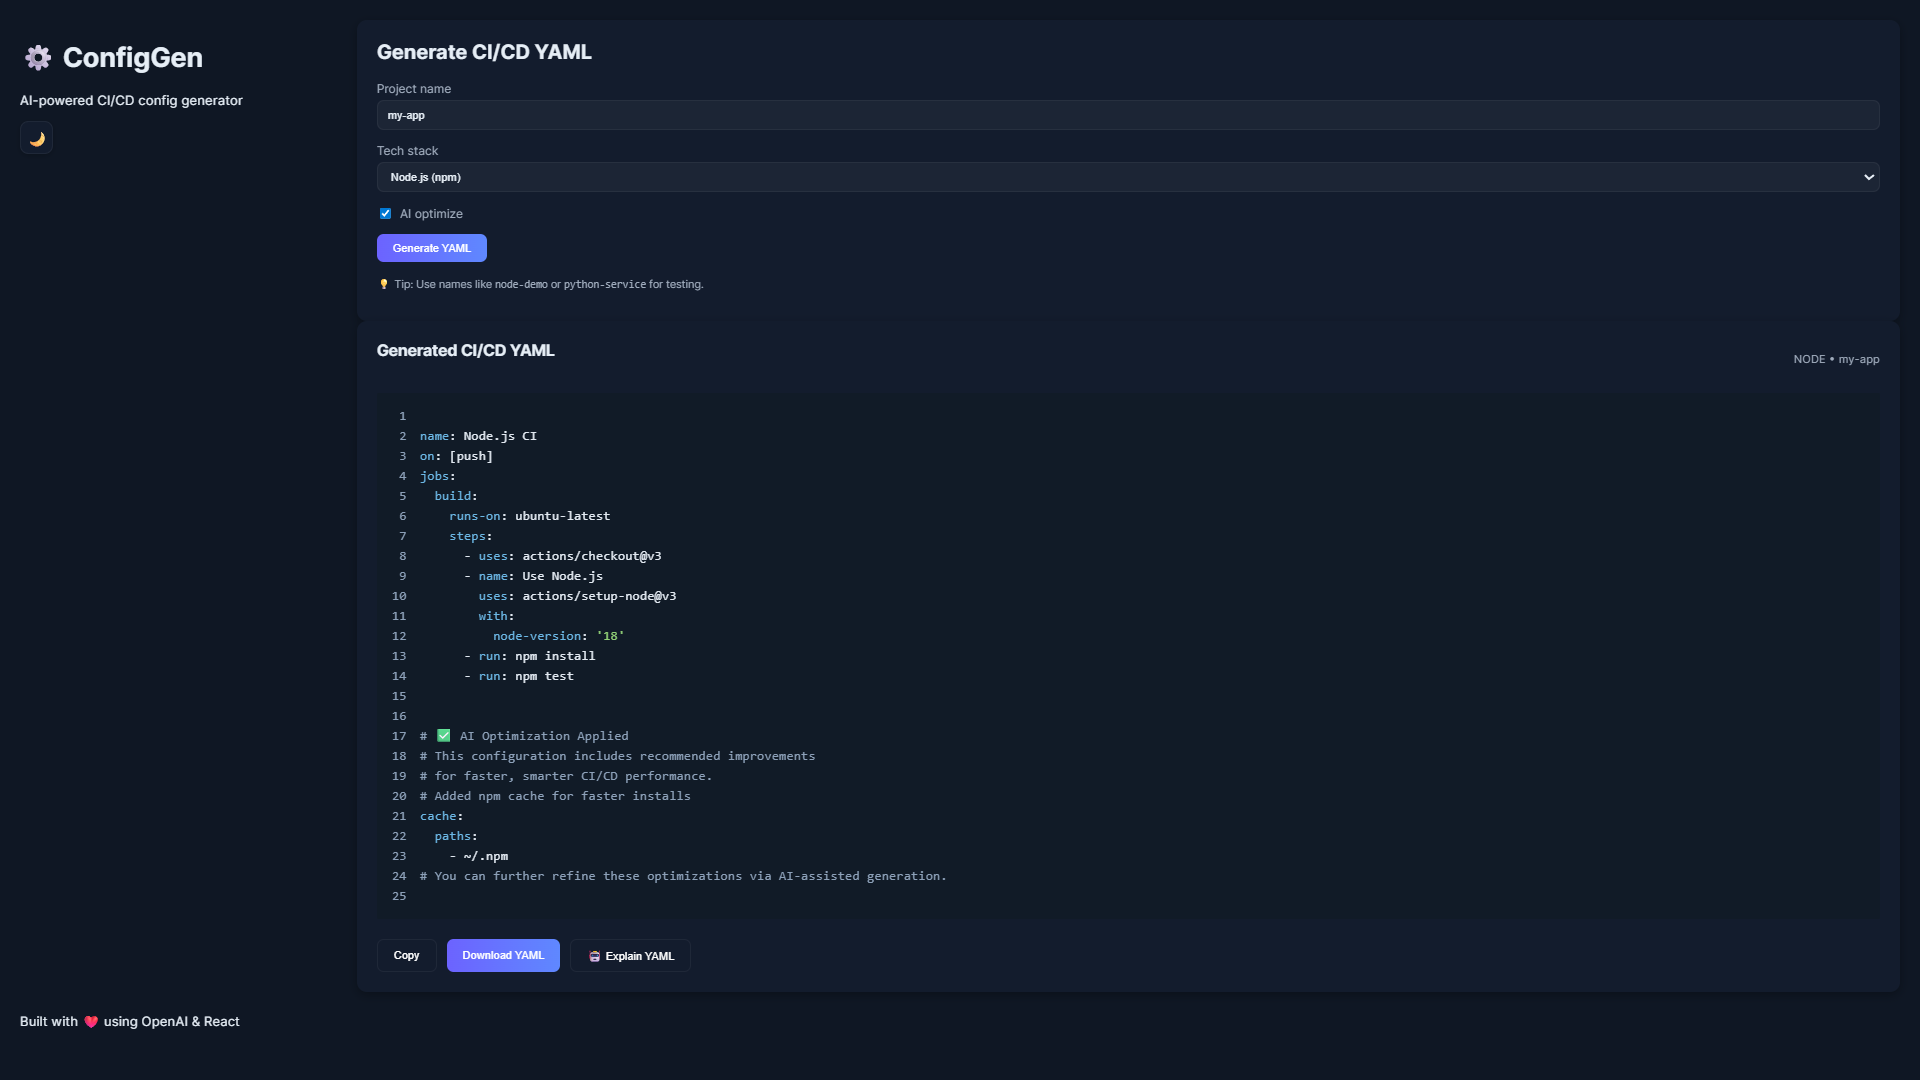 ⚙️ ConfigGen
AI-powered CI/CD config generator
🌙
Generate CI/CD YAML
Project name
my-app
Tech stack
Node.js (npm)
AI optimize
Generate YAML
💡 Tip: Use names like node-demo or python-service for testing.
Generated CI/CD YAML
NODE • my-app
1
2 name: Node.js CI
3 on: [push]
4 jobs:
5   build:
6     runs-on: ubuntu-latest
7     steps:
8       - uses: actions/checkout@v3
9       - name: Use Node.js
10         uses: actions/setup-node@v3
11         with:
12           node-version: '18'
13       - run: npm install
14       - run: npm test
15
16
17 # ✅ AI Optimization Applied
18 # This configuration includes recommended improvements
19 # for faster, smarter CI/CD performance.
20 # Added npm cache for faster installs
21 cache:
22   paths:
23     - ~/.npm
24 # You can further refine these optimizations via AI-assisted generation.
25
Copy
Download YAML
🤖 Explain YAML
Built with ❤️ using OpenAI & React